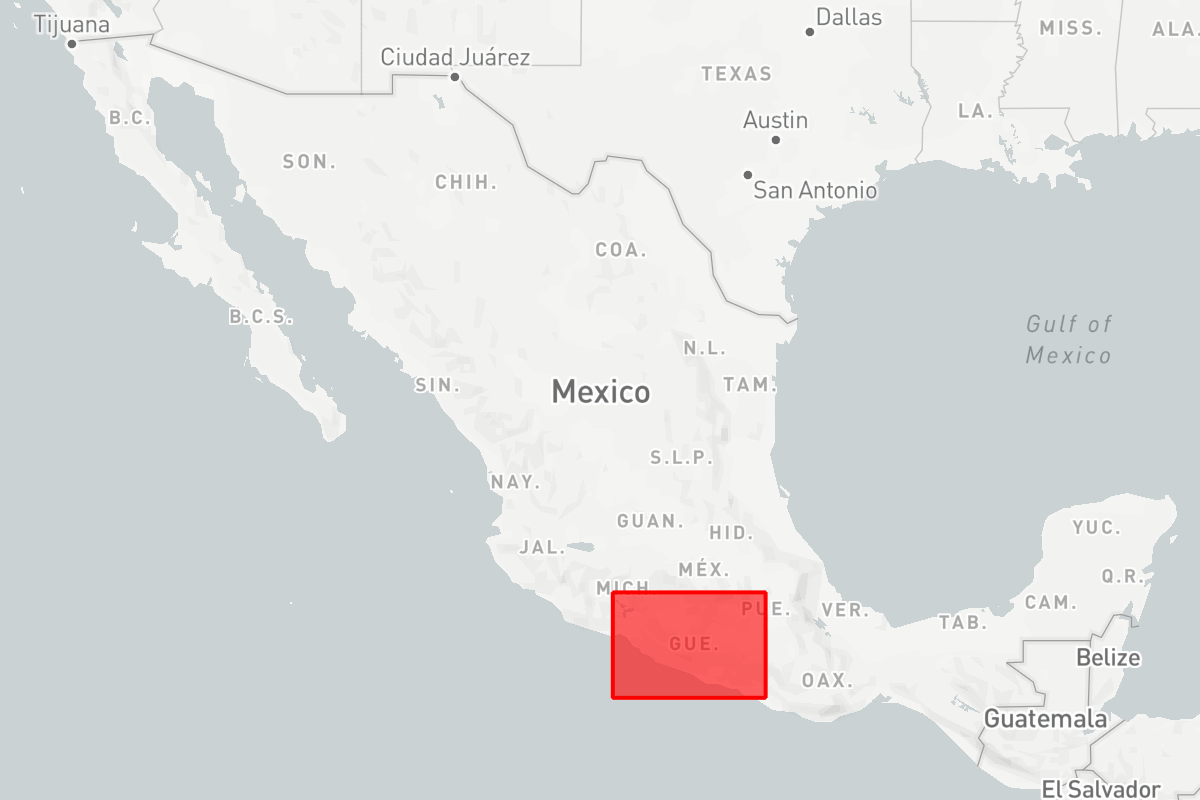 Tijuana
Dallas
MISS.
ALA.
Ciudad Juárez
TEXAS
B.C.
LA.
Austin
SON.
CHIH.
San Antonio
COA.
B.C.S.
Gulf of
Mexico
N.L.
SIN.
Mexico
TAM.
S.L.P.
NAY.
GUAN.
HID.
YUC.
JAL.
MÉX.
Q.R.
MICH
PUE.
VER.
CAM.
TAB.
GUE.
Belize
OAX.
Guatemala
El Salvador